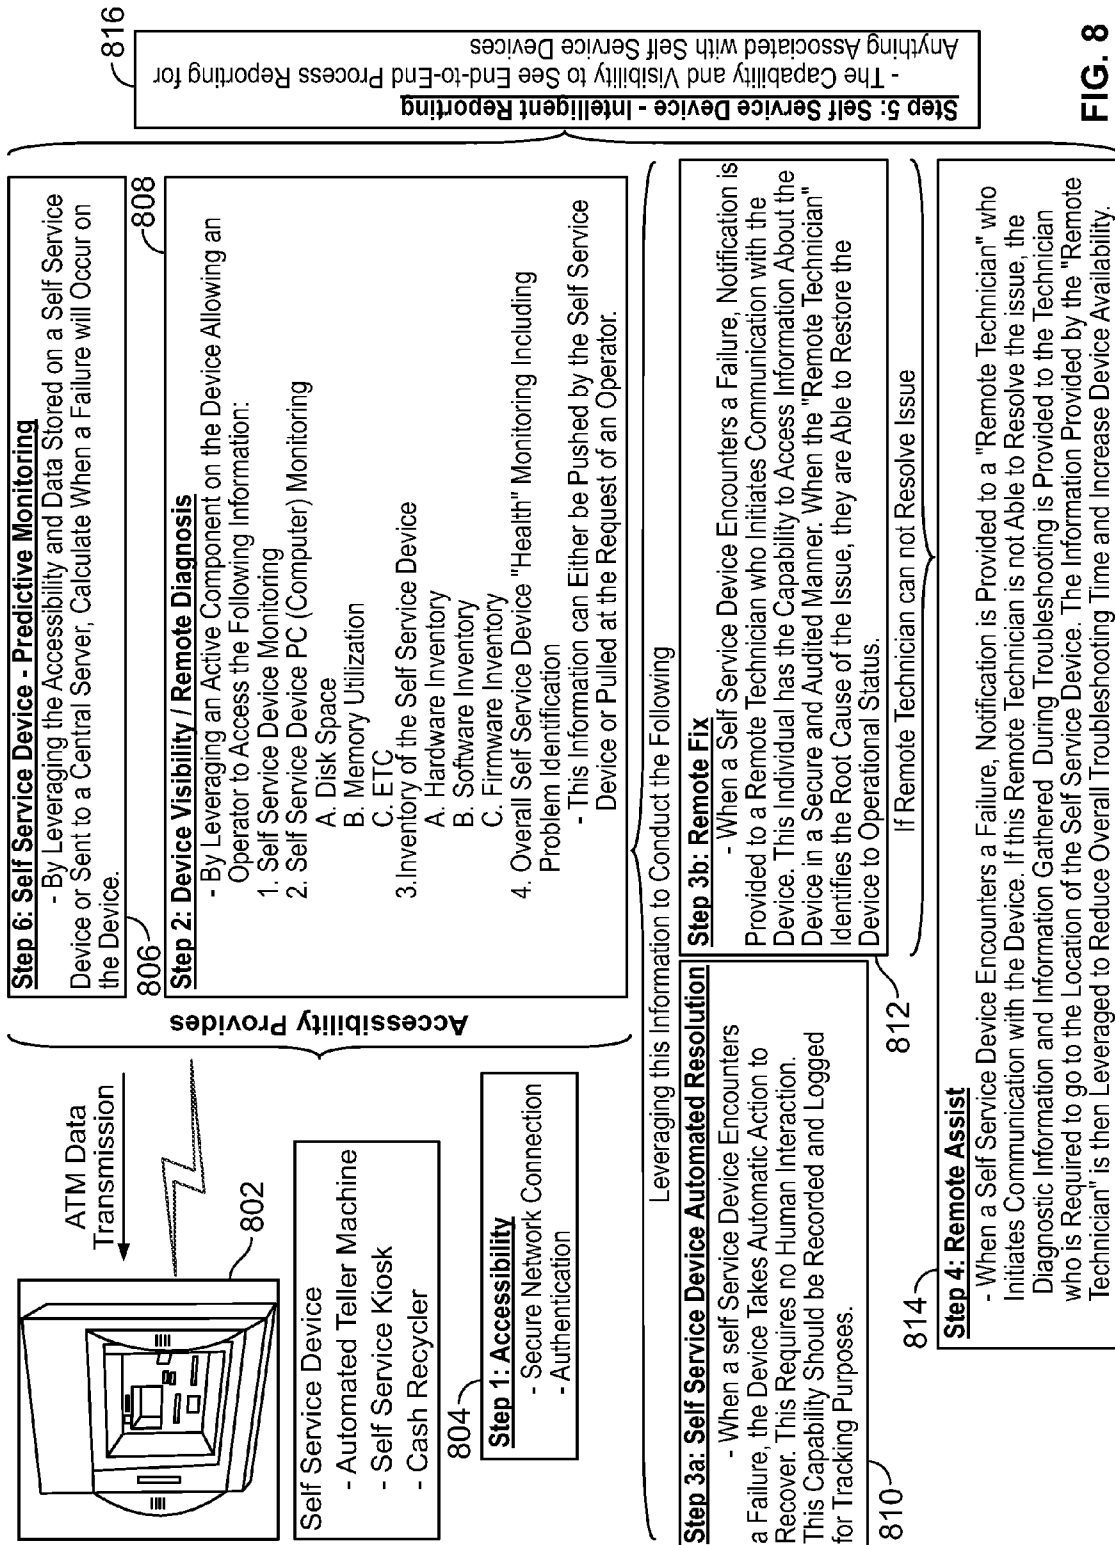 ATM Data
Transmission
802
Self Service Device
- Automated Teller Machine
- Self Service Kiosk
- Cash Recycler
804
Step 1: Accessibility
- Secure Network Connection
- Authentication
Accessibility Provides
Step 6: Self Service Device - Predictive Monitoring
- By Leveraging the Accessibility and Data Stored on a Self Service
Device or Sent to a Central Server, Calculate When a Failure will Occur on
the Device.
806
808
Step 2: Device Visibility / Remote Diagnosis
- By Leveraging an Active Component on the Device Allowing an
Operator to Access the Following Information:
1. Self Service Device Monitoring
2. Self Service Device PC (Computer) Monitoring
A. Disk Space
B. Memory Utilization
C. ETC
3.Inventory of the Self Service Device
A. Hardware Inventory
B. Software Inventory
C. Firmware Inventory
4. Overall Self Service Device "Health" Monitoring Including
Problem Identification
- This Information can Either be Pushed by the Self Service
Device or Pulled at the Request of an Operator.
Leveraging this Information to Conduct the Following
Step 3a: Self Service Device Automated Resolution
- When a self Service Device Encounters
a Failure, the Device Takes Automatic Action to
Recover. This Requires no Human Interaction.
This Capability Should be Recorded and Logged
for Tracking Purposes.
810
Step 3b: Remote Fix
- When a Self Service Device Encounters a Failure, Notification is
Provided to a Remote Technician who Initiates Communication with the
Device. This Individual has the Capability to Access Information About the
Device in a Secure and Audited Manner. When the "Remote Technician"
Identifies the Root Cause of the Issue, they are Able to Restore the
Device to Operational Status.
812
If Remote Technician can not Resolve Issue
814
Step 4: Remote Assist
- When a Self Service Device Encounters a Failure, Notification is Provided to a "Remote Technician" who
Initiates Communication with the Device. If this Remote Technician is not Able to Resolve the issue, the
Diagnostic Information and Information Gathered During Troubleshooting is Provided to the Technician
who is Required to go to the Location of the Self Service Device. The Information Provided by the "Remote
Technician" is then Leveraged to Reduce Overall Troubleshooting Time and Increase Device Availability.
816
Step 5: Self Service Device - Intelligent Reporting
- The Capability and Visibility to See End-to-End Process Reporting for
Anything Associated with Self Service Devices
FIG. 8